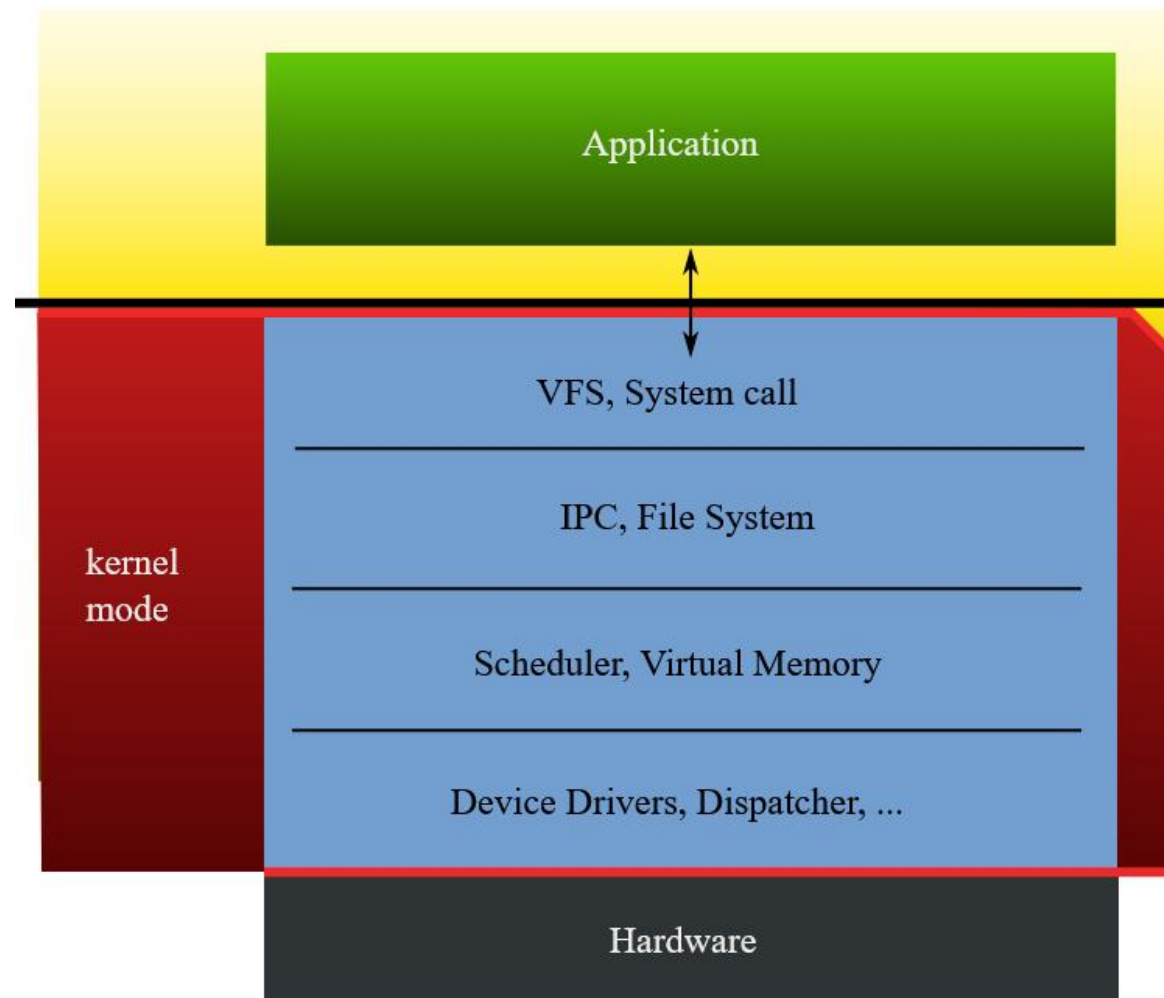 Application
VFS, System call
IPC, File System
kernel
mode
Scheduler, Virtual Memory
Device Drivers, Dispatcher, ...
Hardware